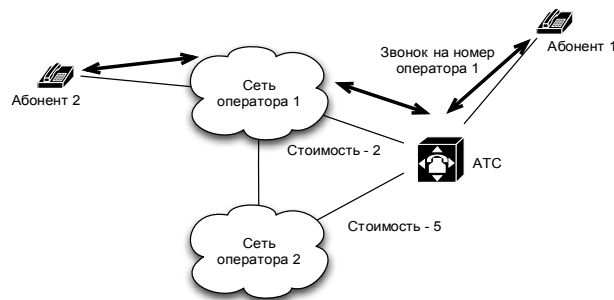 Абонент 1
Звонок на номер
оператора 1
Сеть
оператора 1
Абонент 2
Стоимость - 2
АТС
Стоимость - 5
Сеть
оператора 2